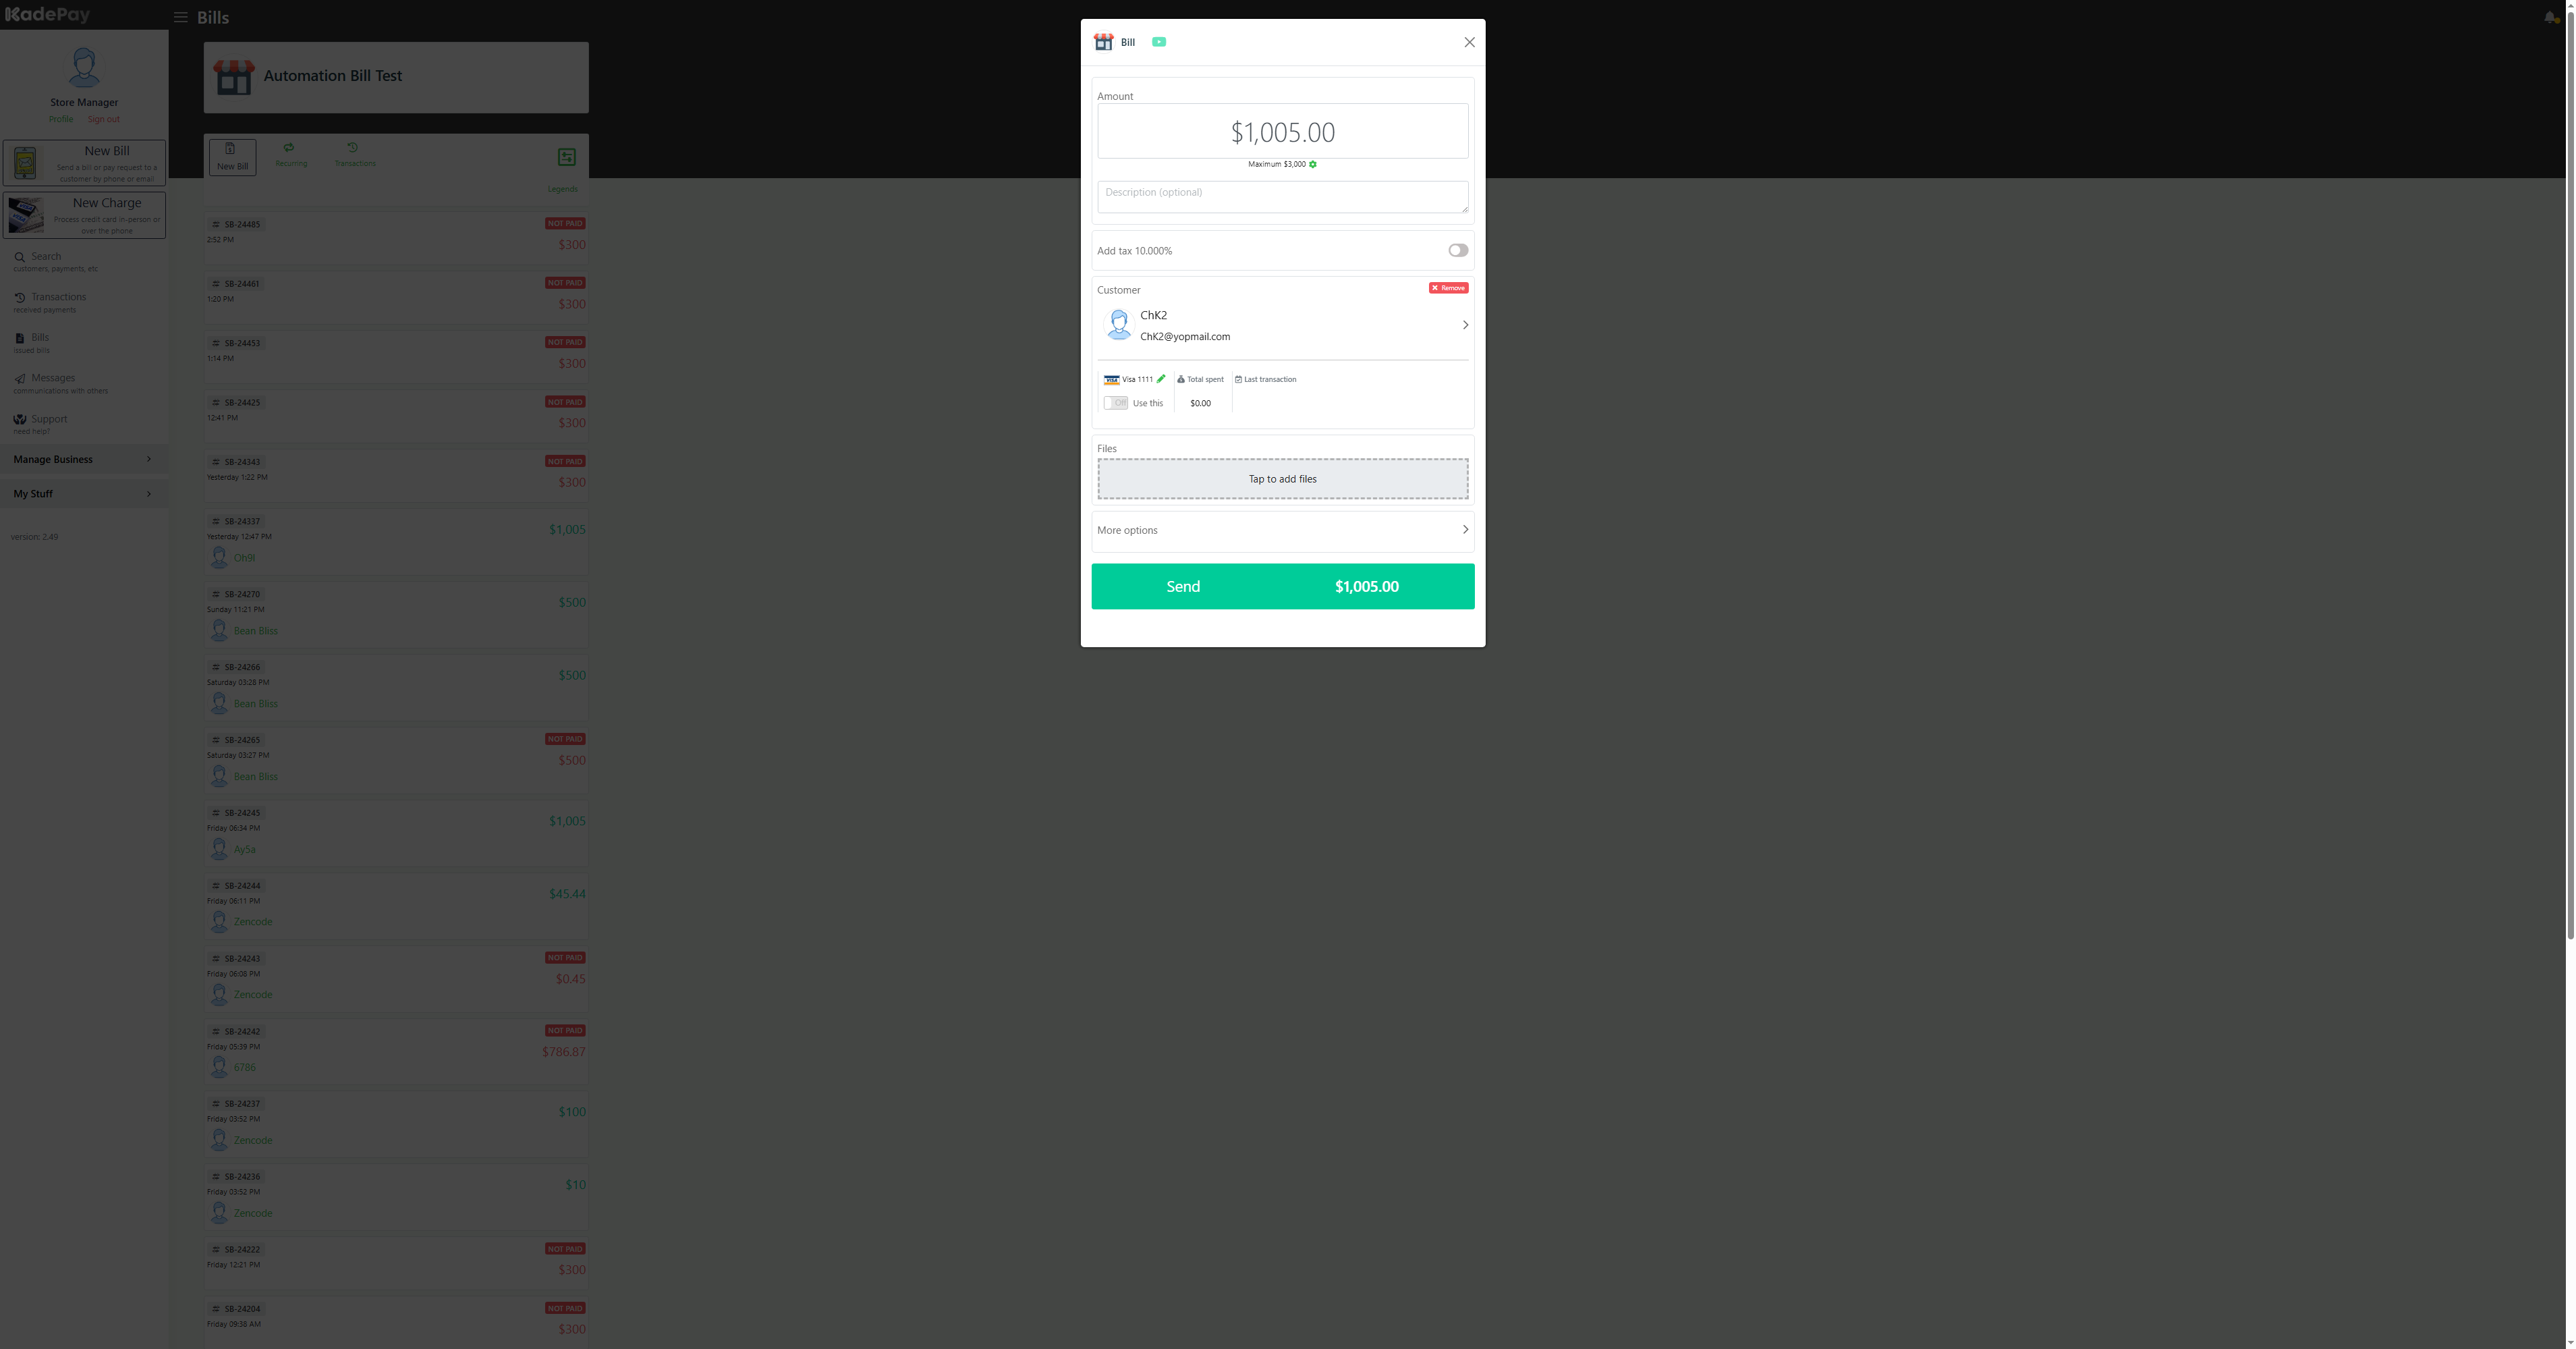 KadePay
Bills
Store Manager
Profile
Sign out
New Bill
Send a bill or pay request to a
customer by phone or email
New Charge
Process credit card in-person or
over the phone
Search
customers, payments, etc
Transactions
received payments
Bills
issued bills
Messages
communications with others
Support
need help?
Manage Business
My Stuff
version: 2.49
Automation Bill Test
New Bill
Recurring
Transactions
Legends
SB-24485
NOT PAID
2:52 PM
$300
SB-24461
NOT PAID
1:20 PM
$300
SB-24453
NOT PAID
1:14 PM
$300
SB-24425
NOT PAID
12:41 PM
$300
SB-24343
NOT PAID
Yesterday 1:22 PM
$300
SB-24337
$1,005
Yesterday 12:47 PM
Oh9l
SB-24270
$500
Sunday 11:21 PM
Bean Bliss
SB-24266
$500
Saturday 03:28 PM
Bean Bliss
SB-24265
NOT PAID
Saturday 03:27 PM
$500
Bean Bliss
SB-24245
$1,005
Friday 06:34 PM
Ay5a
SB-24244
$45.44
Friday 06:11 PM
Zencode
SB-24243
NOT PAID
Friday 06:08 PM
$0.45
Zencode
SB-24242
NOT PAID
Friday 05:39 PM
$786.87
6786
SB-24237
$100
Friday 03:52 PM
Zencode
SB-24236
$10
Friday 03:52 PM
Zencode
SB-24222
NOT PAID
Friday 12:21 PM
$300
SB-24204
NOT PAID
Friday 09:38 AM
$300
Bill
Amount
$1,005.00
Maximum $3,000
Description (optional)
Add tax 10.000%
Customer
Remove
ChK2
ChK2@yopmail.com
VISA
Visa 1111
Total spent
Last transaction
Off
Use this
$0.00
Files
Tap to add files
More options
Send
$1,005.00